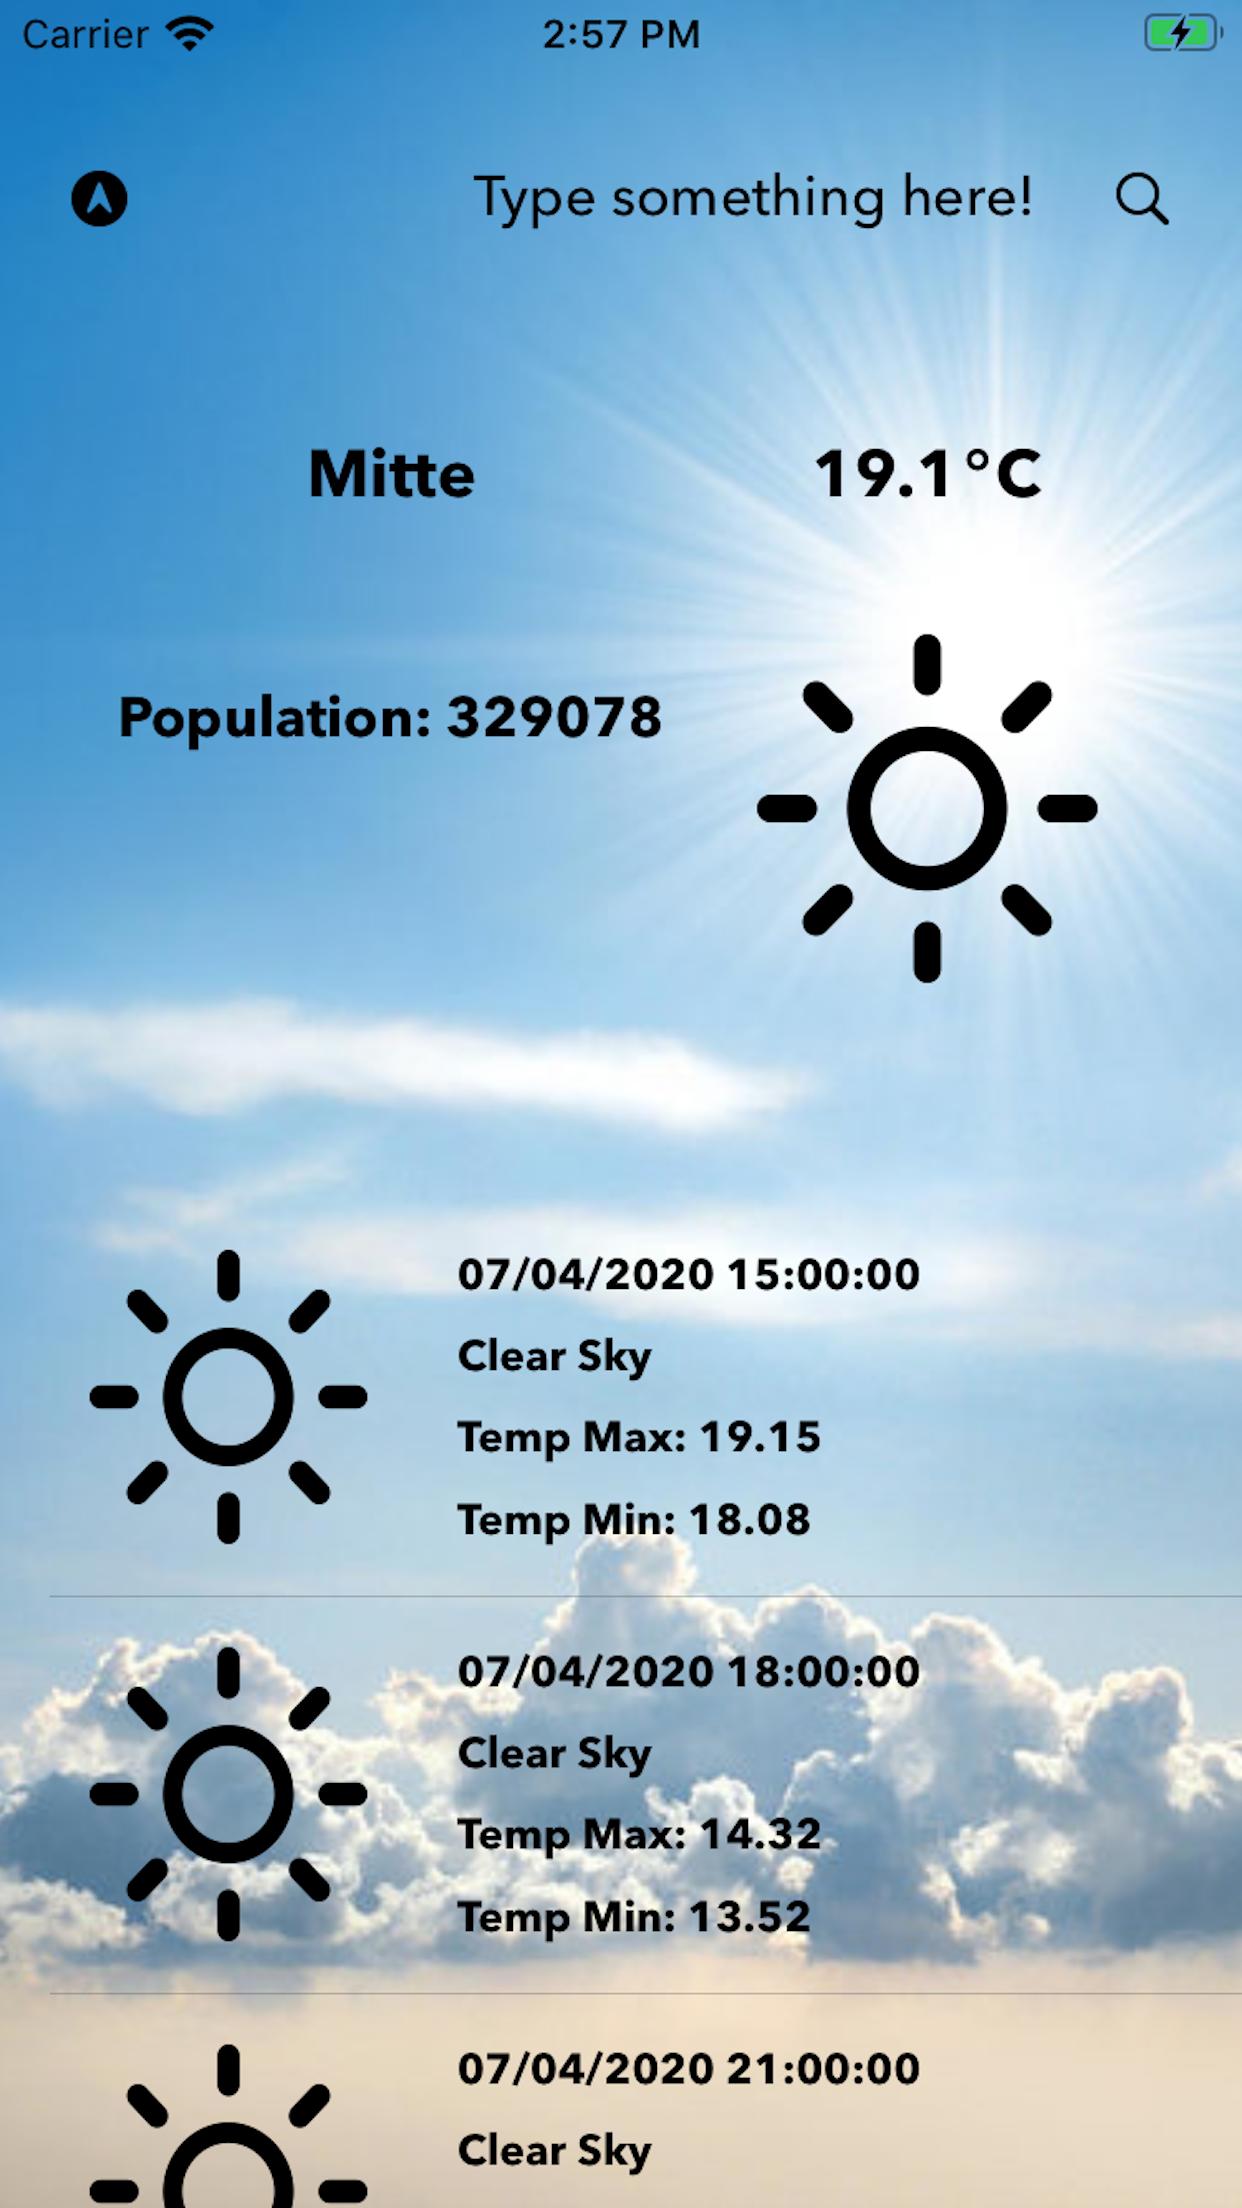 Carrier 2:57 PM
Type something here!
Mitte 19.1°C
Population: 329078
07/04/2020 15:00:00
Clear Sky
Temp Max: 19.15
Temp Min: 18.08
07/04/2020 18:00:00
Clear Sky
Temp Max: 14.32
Temp Min: 13.52
07/04/2020 21:00:00
Clear Sky